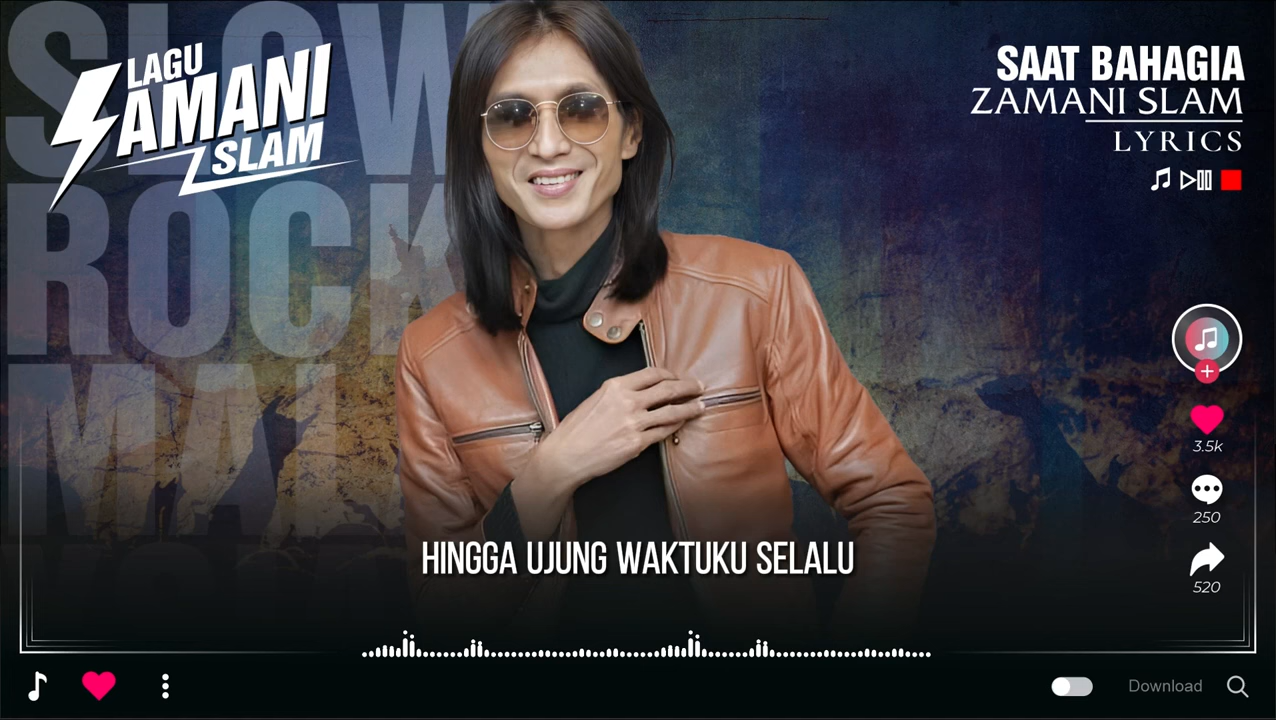 SLOW
ROCK
MAL
LAGU
ZAMANI
SLAM
SAAT BAHAGIA
ZAMANI SLAM
LYRICS
3.5k
250
520
HINGGA UJUNG WAKTUKU SELALU
Download